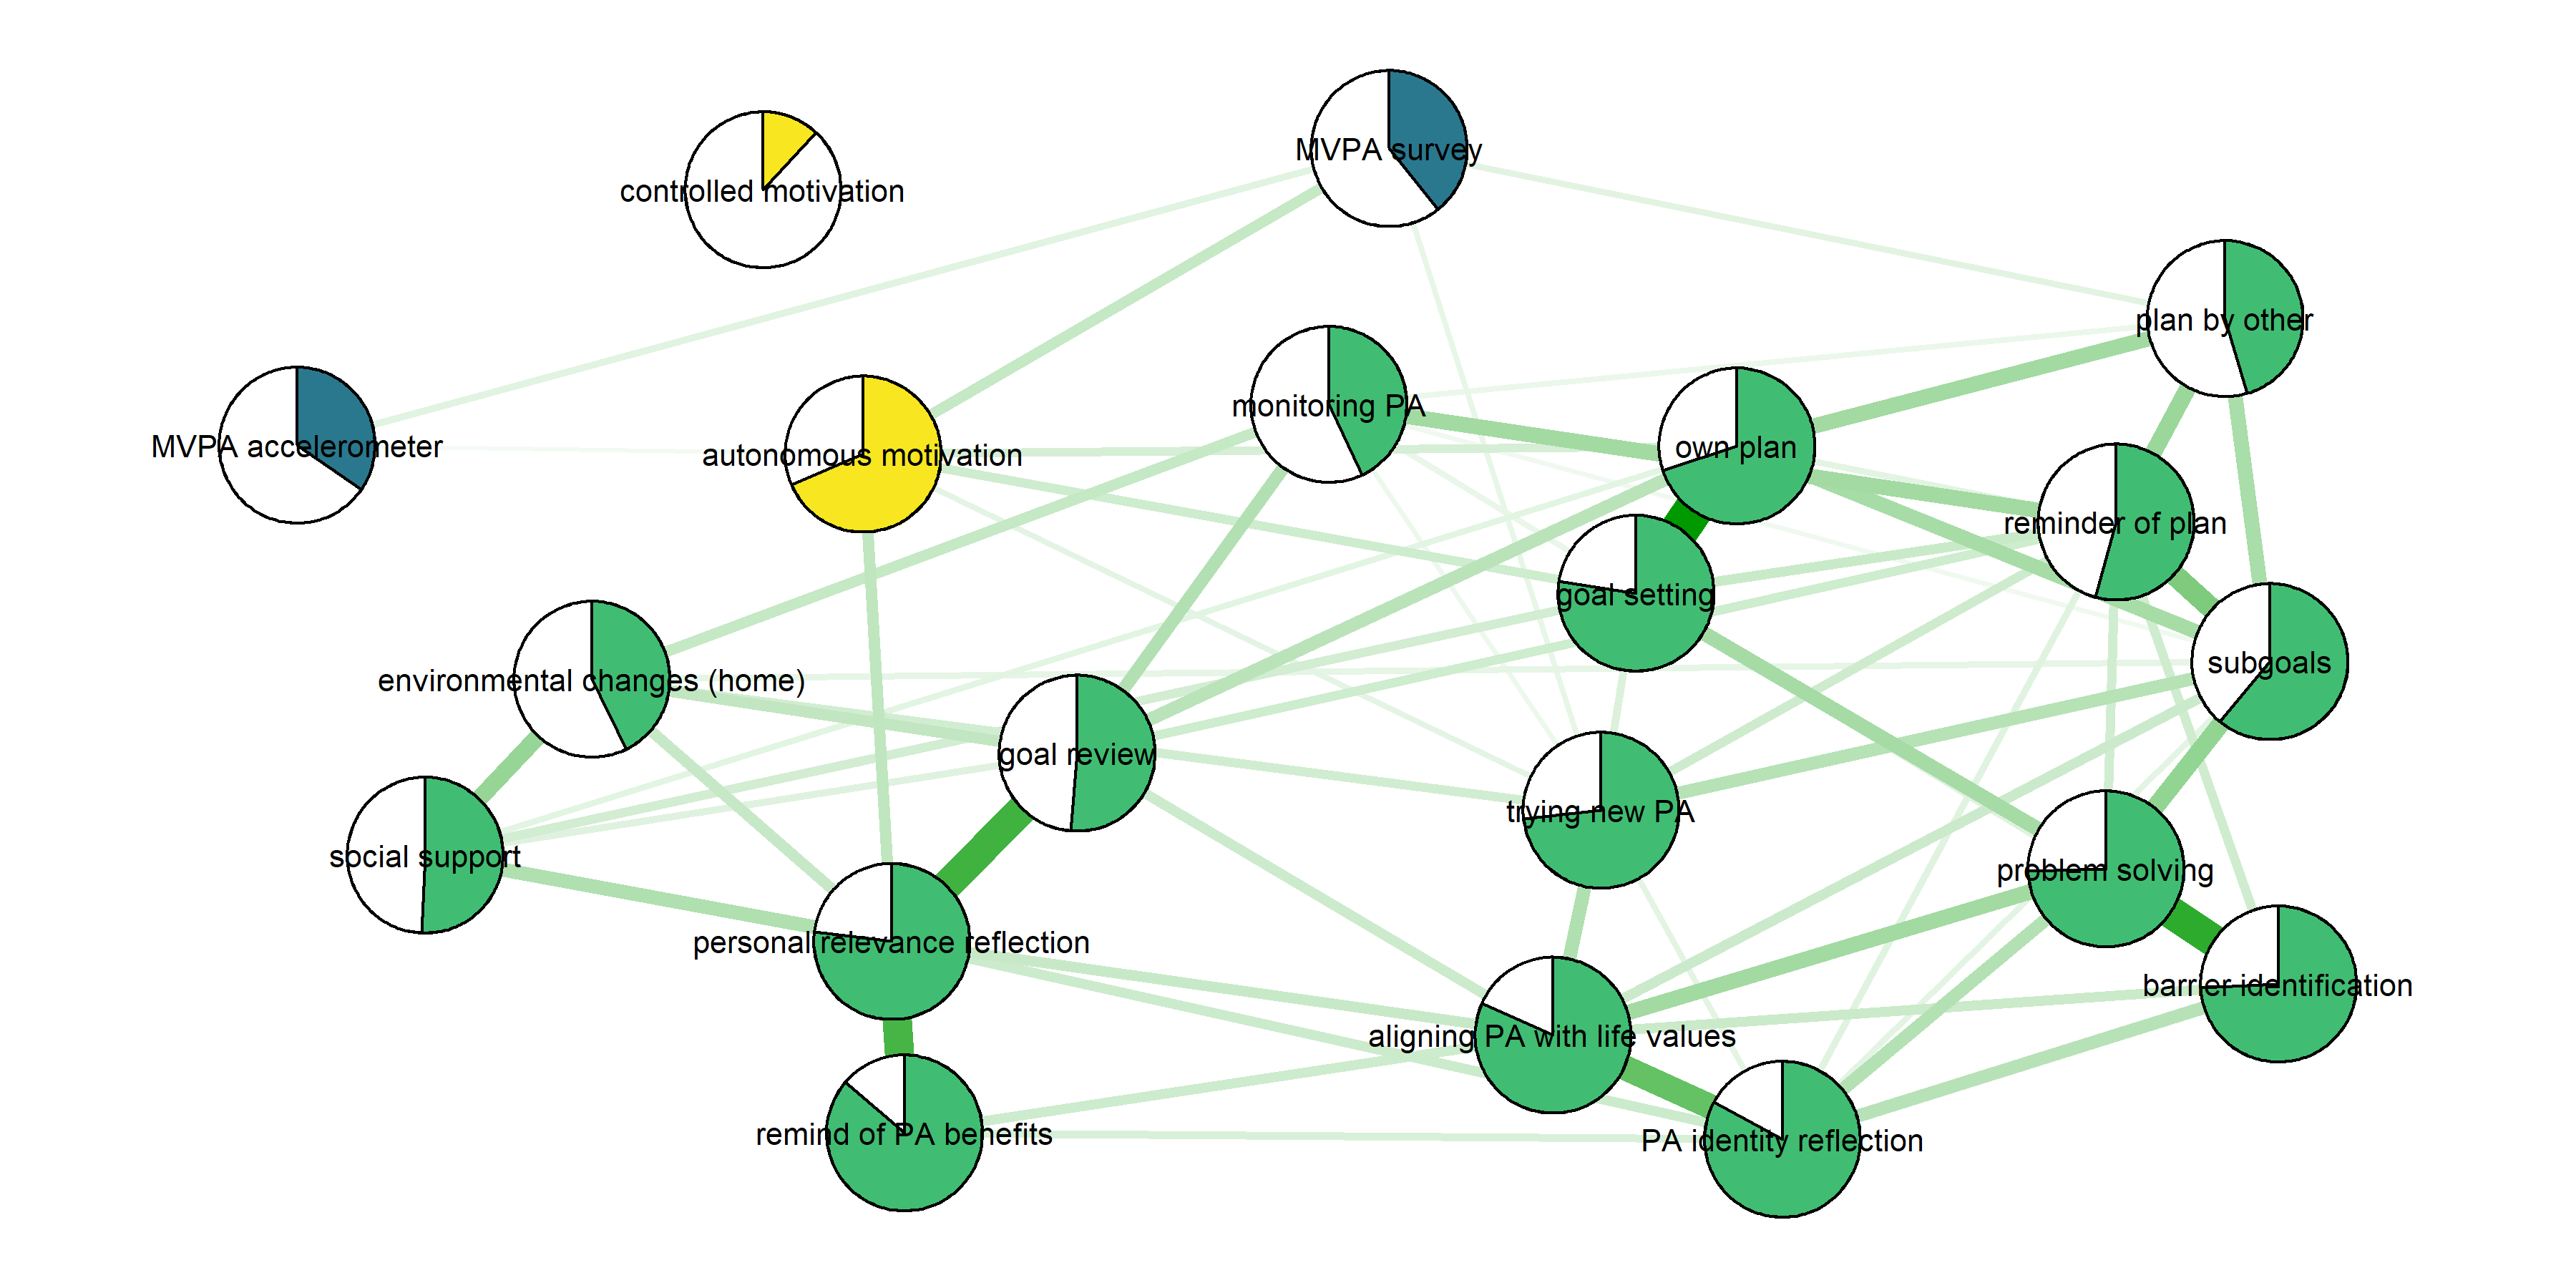 MVPA survey
controlled motivation
plan by other
monitoring PA
MVPA accelerometer
autonomous motivation
own plan
reminder of plan
goal setting
subgoals
environmental changes (home)
goal review
trying new PA
social support
problem solving
personal relevance reflection
barrier identification
aligning PA with life values
remind of PA benefits
PA identity reflection